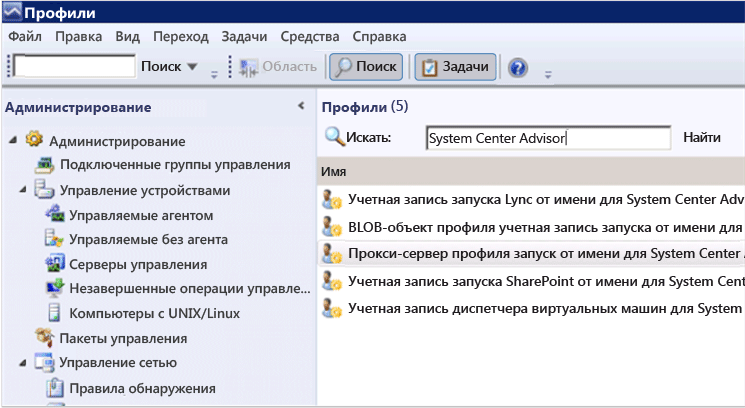 Профили
Файл Правка Вид Переход Задачи Средства Справка
Поиск Область Поиск Задачи
Администрирование
Администрирование
Подключенные группы управления
Управление устройствами
Управляемые агентом
Управляемые без агента
Серверы управления
Незавершенные операции управле...
Компьютеры с UNIX/Linux
Пакеты управления
Управление сетью
Правила обнаружения
Профили (5)
Искать: System Center Advisor Найти
Имя
Учетная запись запуска Lync от имени для System Center Adv
BLOB-объект профиля учетная запись запуска от имени для
Прокси-сервер профиля запуск от имени для System Center
Учетная запись запуска SharePoint от имени для System Cent
Учетная запись диспетчера виртуальных машин для System